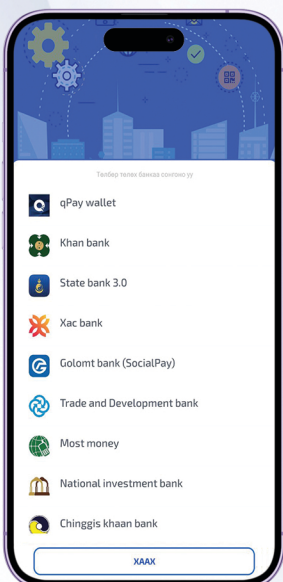 Төлбөр төлөх банкаа сонгоно уу
qPay wallet
Khan bank
State bank 3.0
Xac bank
Golomt bank (SocialPay)
Trade and Development bank
Most money
National investment bank
Chinggis khaan bank
ХААХ